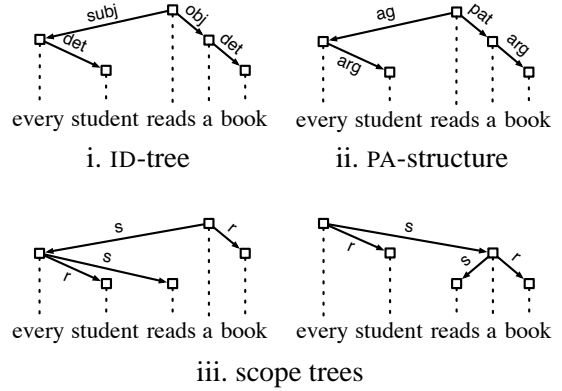 subj obj ag pat
det det arg arg
every student reads a book every student reads a book
i. ID-tree ii. PA-structure
s r s
r s r s r
every student reads a book every student reads a book
iii. scope trees